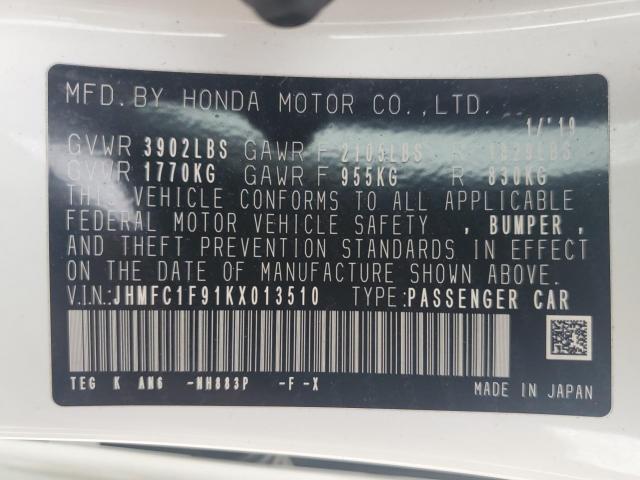 MFD.BY HONDA MOTOR CO.,LTD. 1/'19
GVWR 3902LBS GAWR F 2105LBS R 1829LBS
GVWR 1770KG GAWR F 955KG R 830KG
THIS VEHICLE CONFORMS TO ALL APPLICABLE
FEDERAL MOTOR VEHICLE SAFETY , BUMPER ,
AND THEFT PREVENTION STANDARDS IN EFFECT
ON THE DATE OF MANUFACTURE SHOWN ABOVE.
V.I.N.:JHMFC1F91KX013510 TYPE:PASSENGER CAR
TEG K AN6 -NH883P -F -X
MADE IN JAPAN